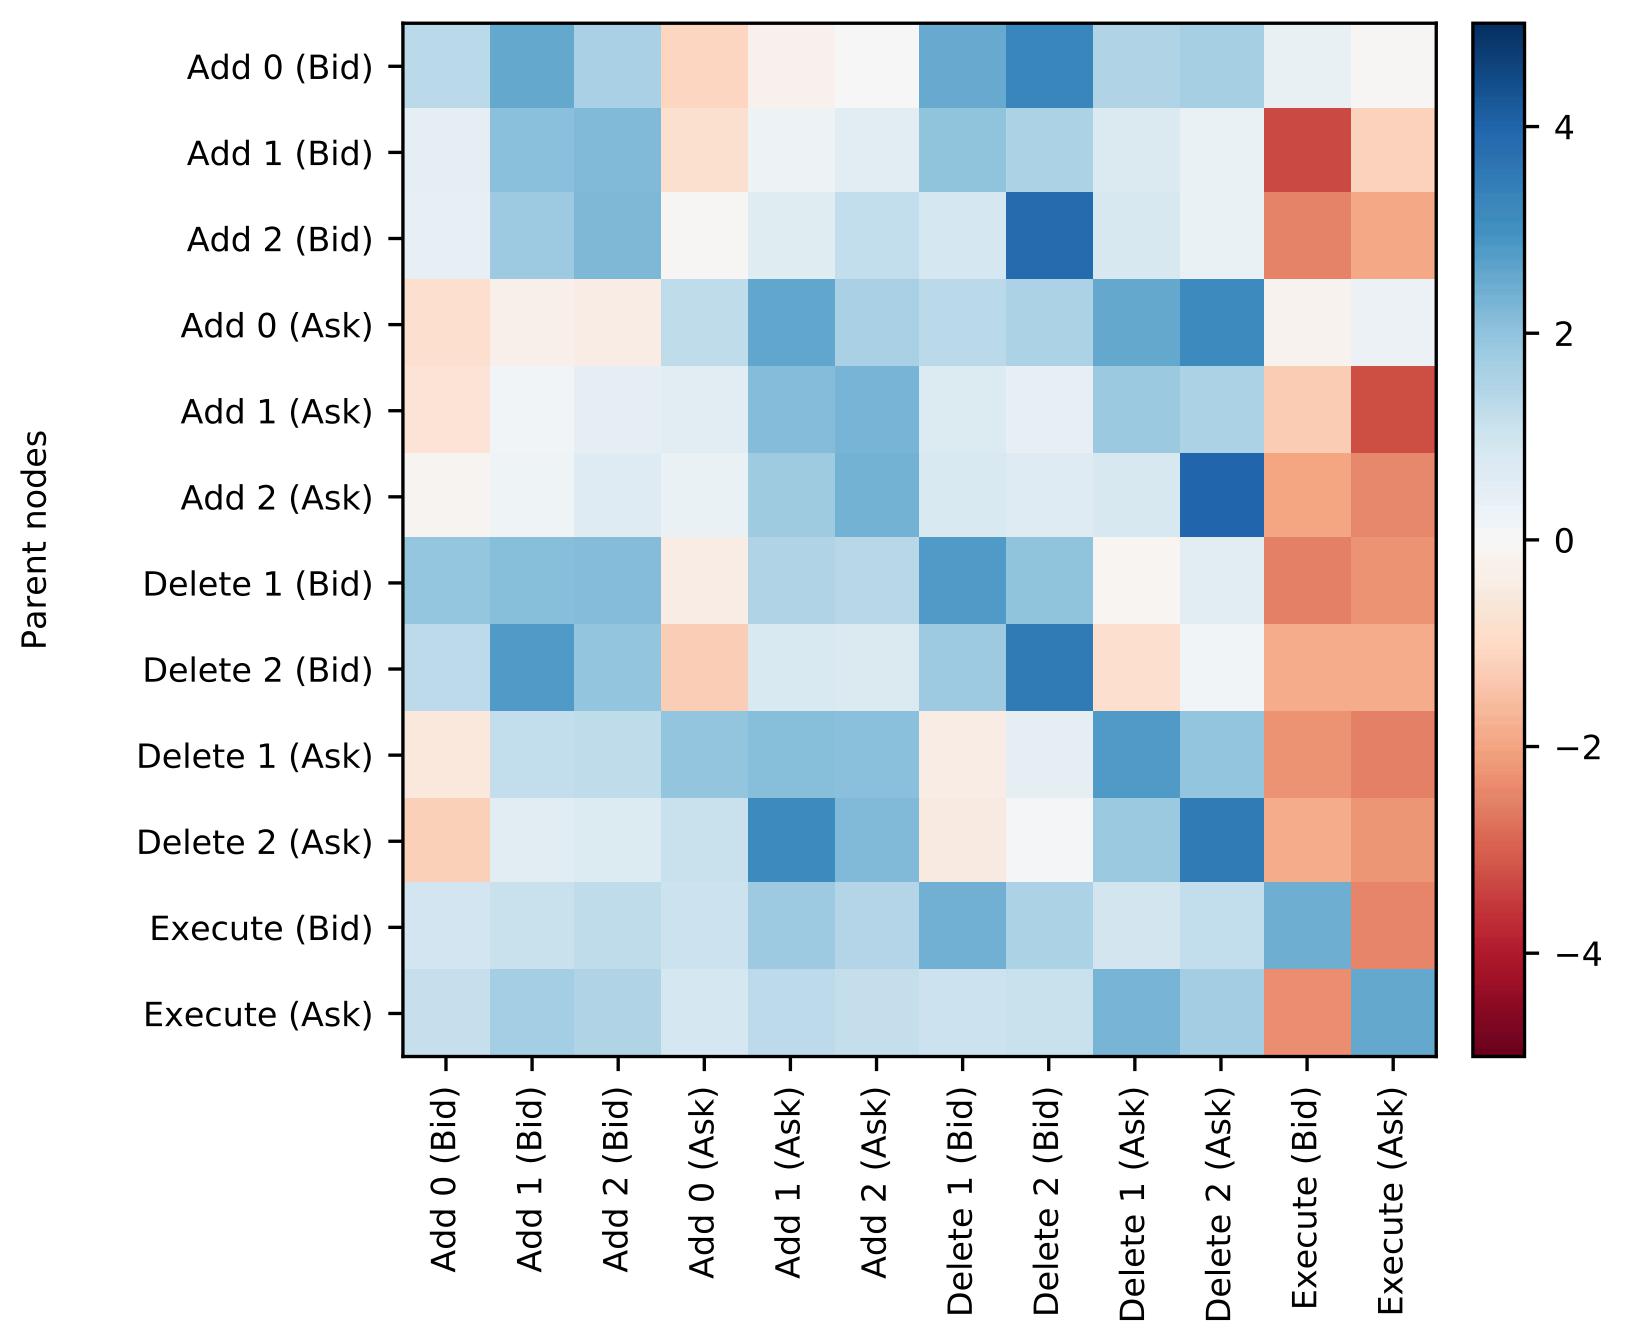 Parent nodes
Add 0 (Bid)
Add 1 (Bid)
Add 2 (Bid)
Add 0 (Ask)
Add 1 (Ask)
Add 2 (Ask)
Delete 1 (Bid)
Delete 2 (Bid)
Delete 1 (Ask)
Delete 2 (Ask)
Execute (Bid)
Execute (Ask)
Add 0 (Bid)
Add 1 (Bid)
Add 2 (Bid)
Add 0 (Ask)
Add 1 (Ask)
Add 2 (Ask)
Delete 1 (Bid)
Delete 2 (Bid)
Delete 1 (Ask)
Delete 2 (Ask)
Execute (Bid)
Execute (Ask)
4
2
0
−2
−4